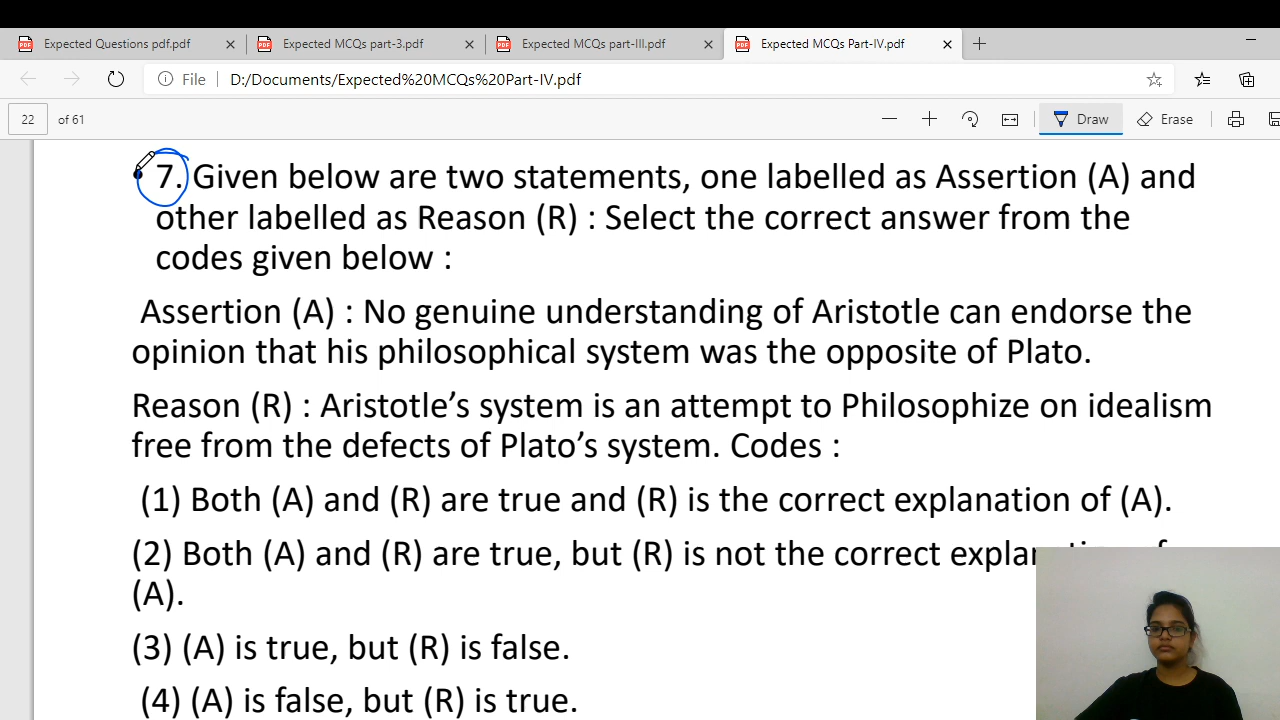 Expected Questions pdf.pdf
Expected MCQs part-3.pdf
Expected MCQs part-III.pdf
Expected MCQs Part-IV.pdf
File
D:/Documents/Expected%20MCQs%20Part-IV.pdf
22 of 61
Draw
Erase
7. Given below are two statements, one labelled as Assertion (A) and
other labelled as Reason (R) : Select the correct answer from the
codes given below :
Assertion (A) : No genuine understanding of Aristotle can endorse the
opinion that his philosophical system was the opposite of Plato.
Reason (R) : Aristotle’s system is an attempt to Philosophize on idealism
free from the defects of Plato’s system. Codes :
(1) Both (A) and (R) are true and (R) is the correct explanation of (A).
(2) Both (A) and (R) are true, but (R) is not the correct
(A).
(3) (A) is true, but (R) is false.
(4) (A) is false, but (R) is true.